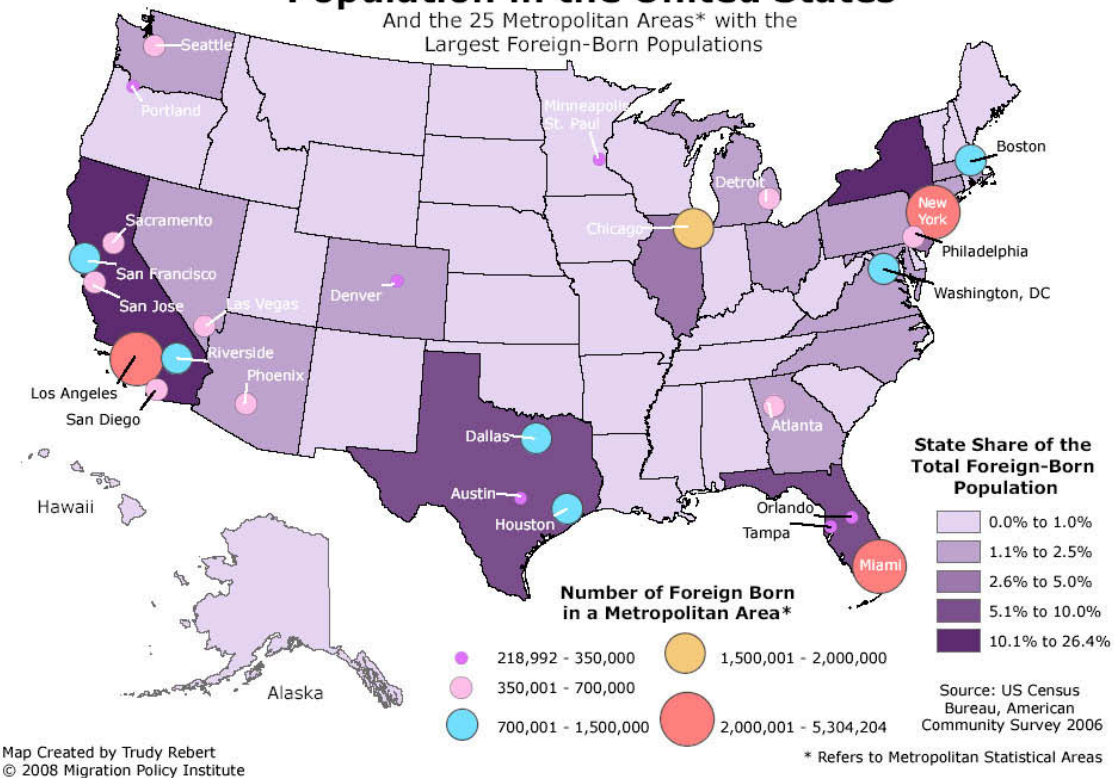 Population in the United States
And the 25 Metropolitan Areas* with the
Largest Foreign-Born Populations
Seattle
Portland
Minneapolis
St. Paul
Boston
Detroit
New
York
Chicago
Philadelphia
Washington, DC
Sacramento
San Francisco
San Jose
Las Vegas
Denver
Riverside
Phoenix
Los Angeles
San Diego
Dallas
Austin
Houston
Atlanta
Orlando
Tampa
Miami
Hawaii
Alaska
State Share of the
Total Foreign-Born
Population
0.0% to 1.0%
1.1% to 2.5%
2.6% to 5.0%
5.1% to 10.0%
10.1% to 26.4%
Number of Foreign Born
in a Metropolitan Area*
218,992 - 350,000
350,001 - 700,000
700,001 - 1,500,000
1,500,001 - 2,000,000
2,000,001 - 5,304,204
Source: US Census
Bureau, American
Community Survey 2006
* Refers to Metropolitan Statistical Areas
Map Created by Trudy Rebert
© 2008 Migration Policy Institute